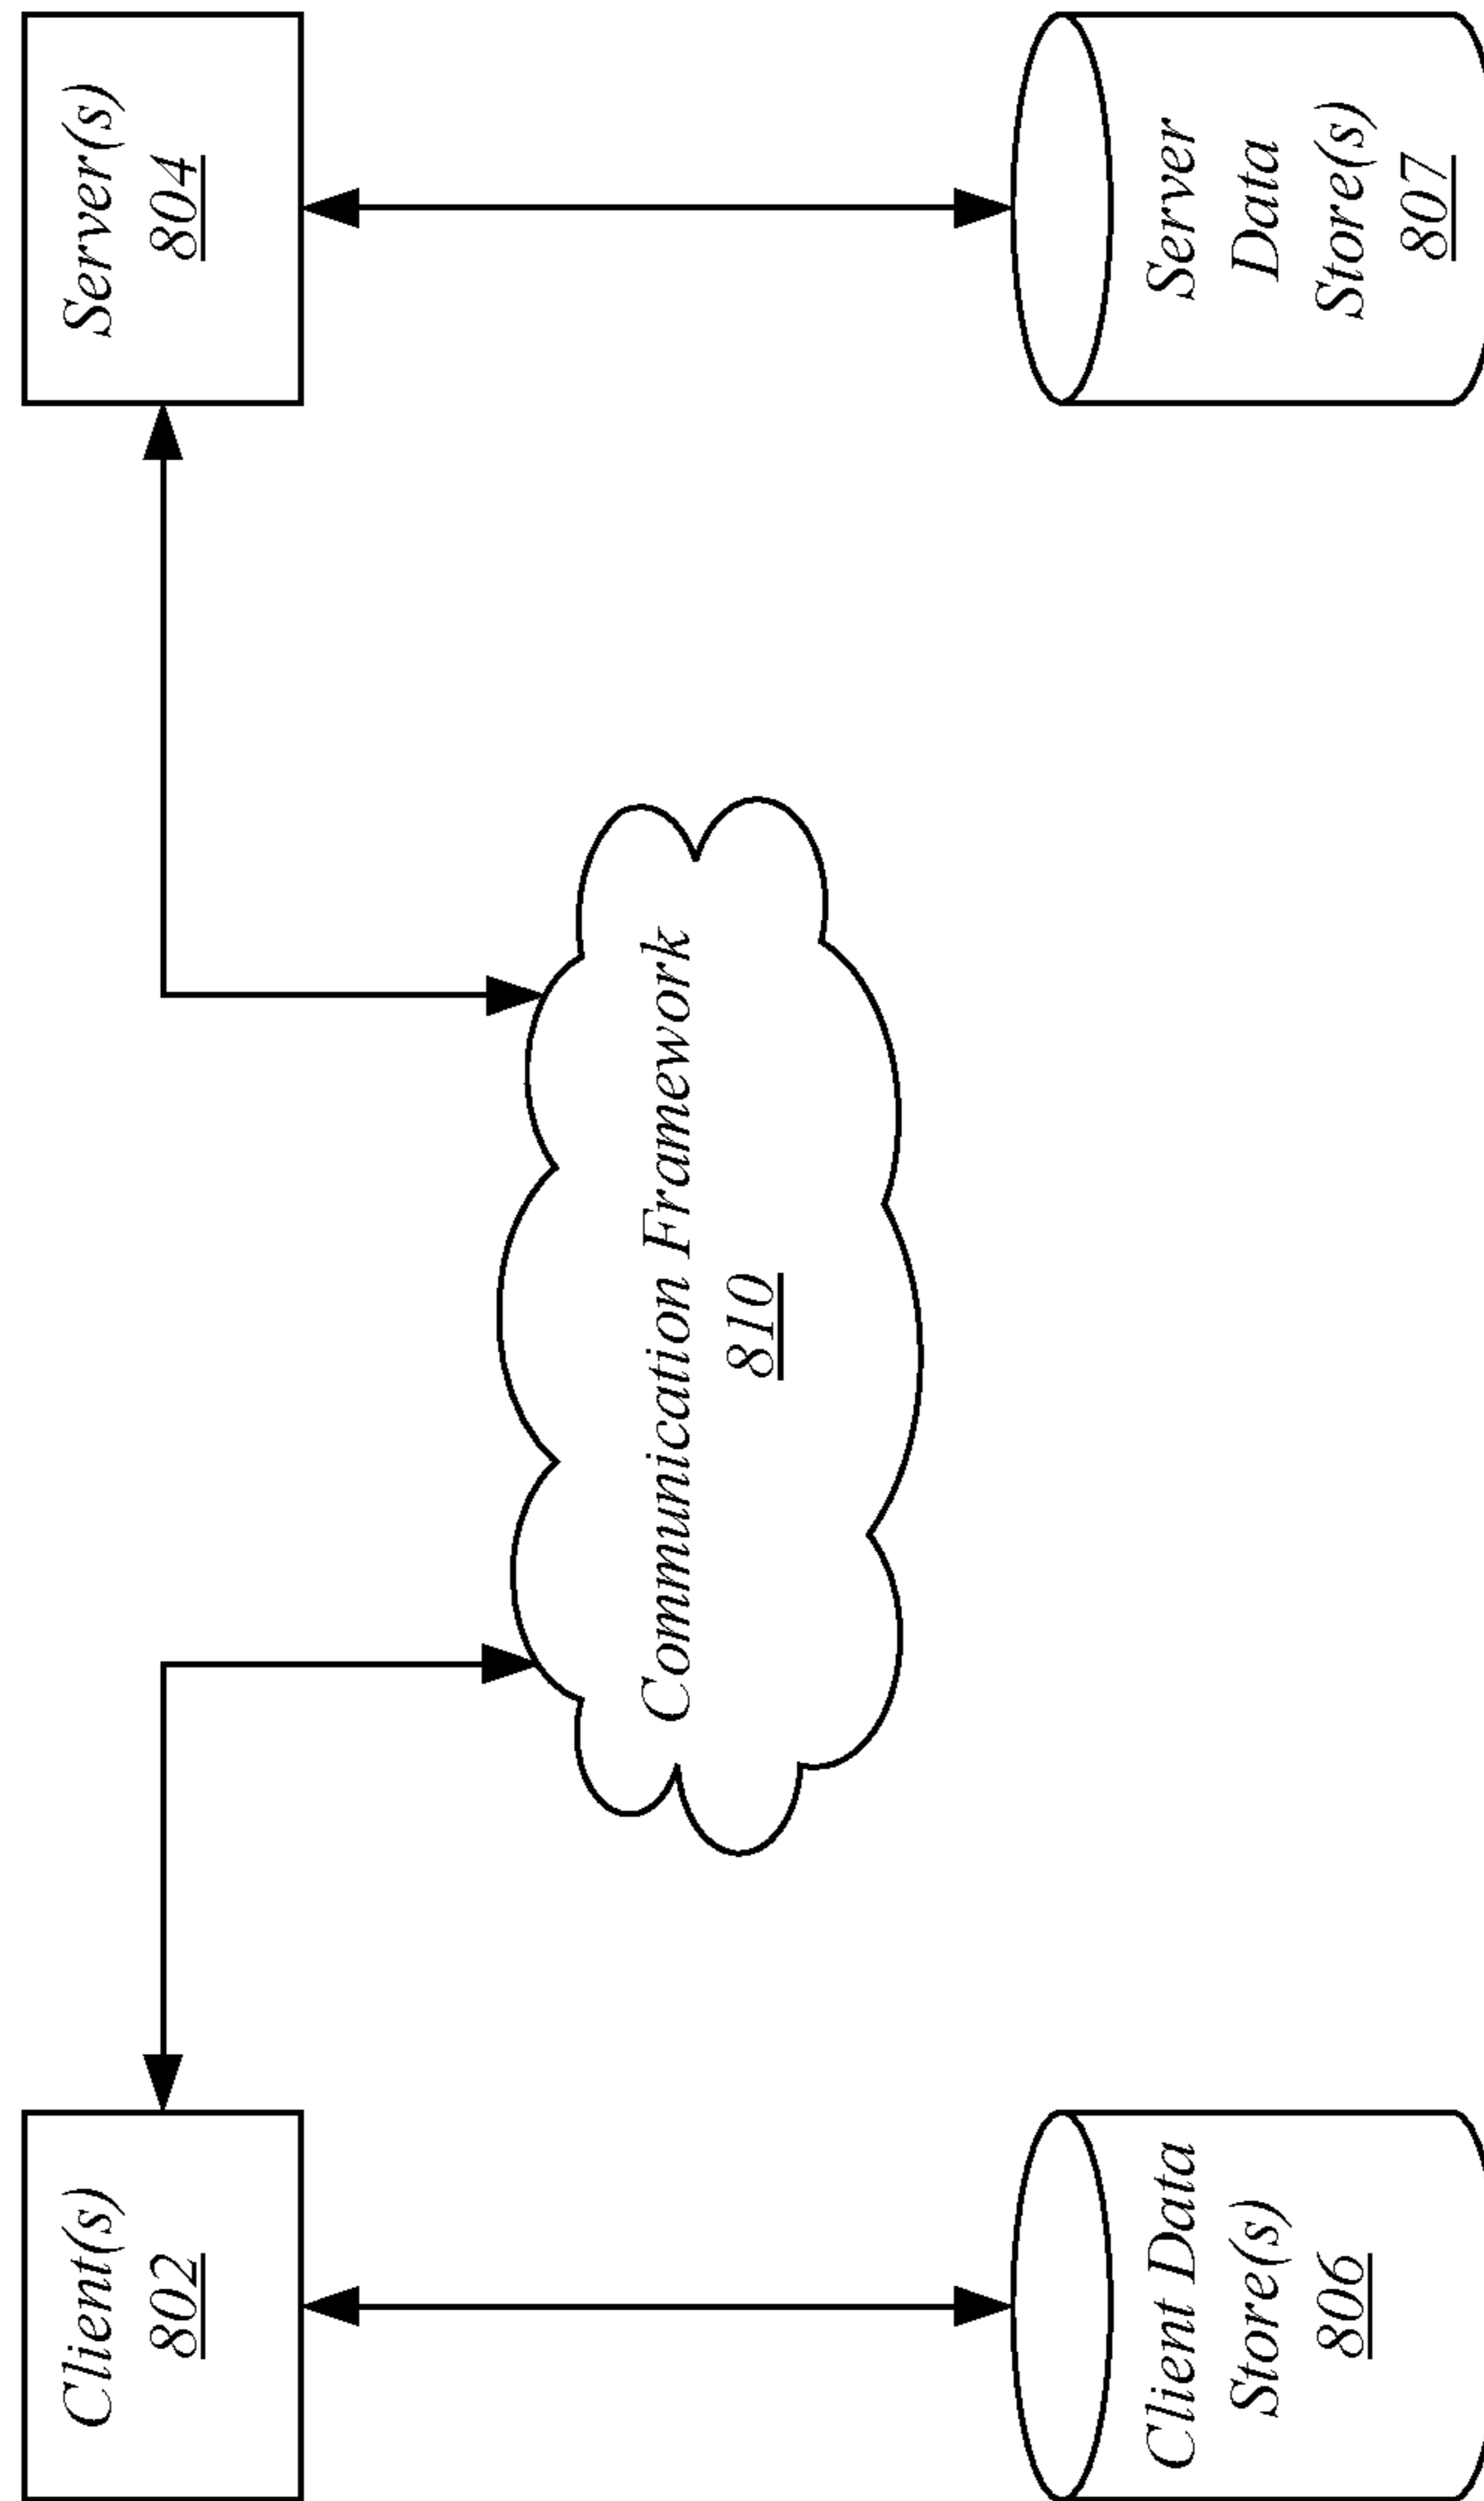 Client(s)
802
Server(s)
804
Communication Framework
810
Client Data
Store(s)
806
Server
Data
Store(s)
807